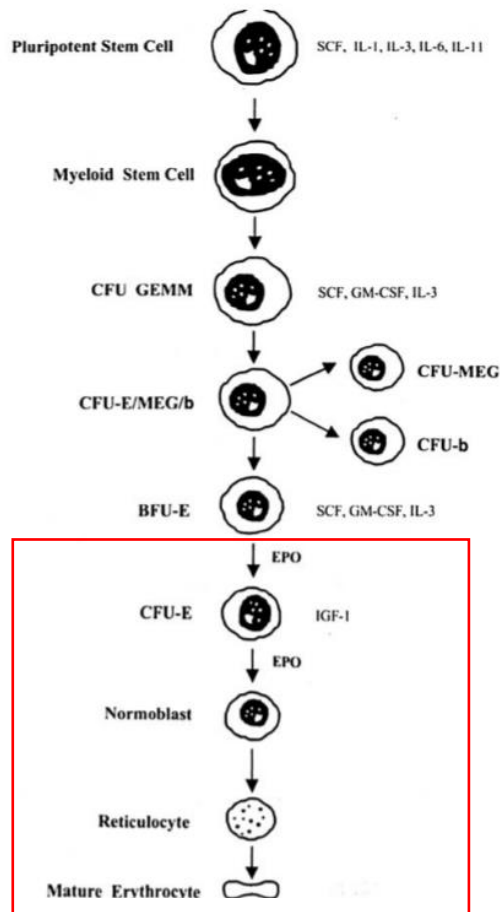 Pluripotent Stem Cell SCF, IL-1, IL-3, IL-6, IL-11
Myeloid Stem Cell
CFU GEMM SCF, GM-CSF, IL-3
CFU-MEG
CFU-E/MEG/b
CFU-b
BFU-E SCF, GM-CSF, IL-3
EPO
CFU-E IGF-1
EPO
Normoblast
Reticulocyte
Mature Erythrocyte